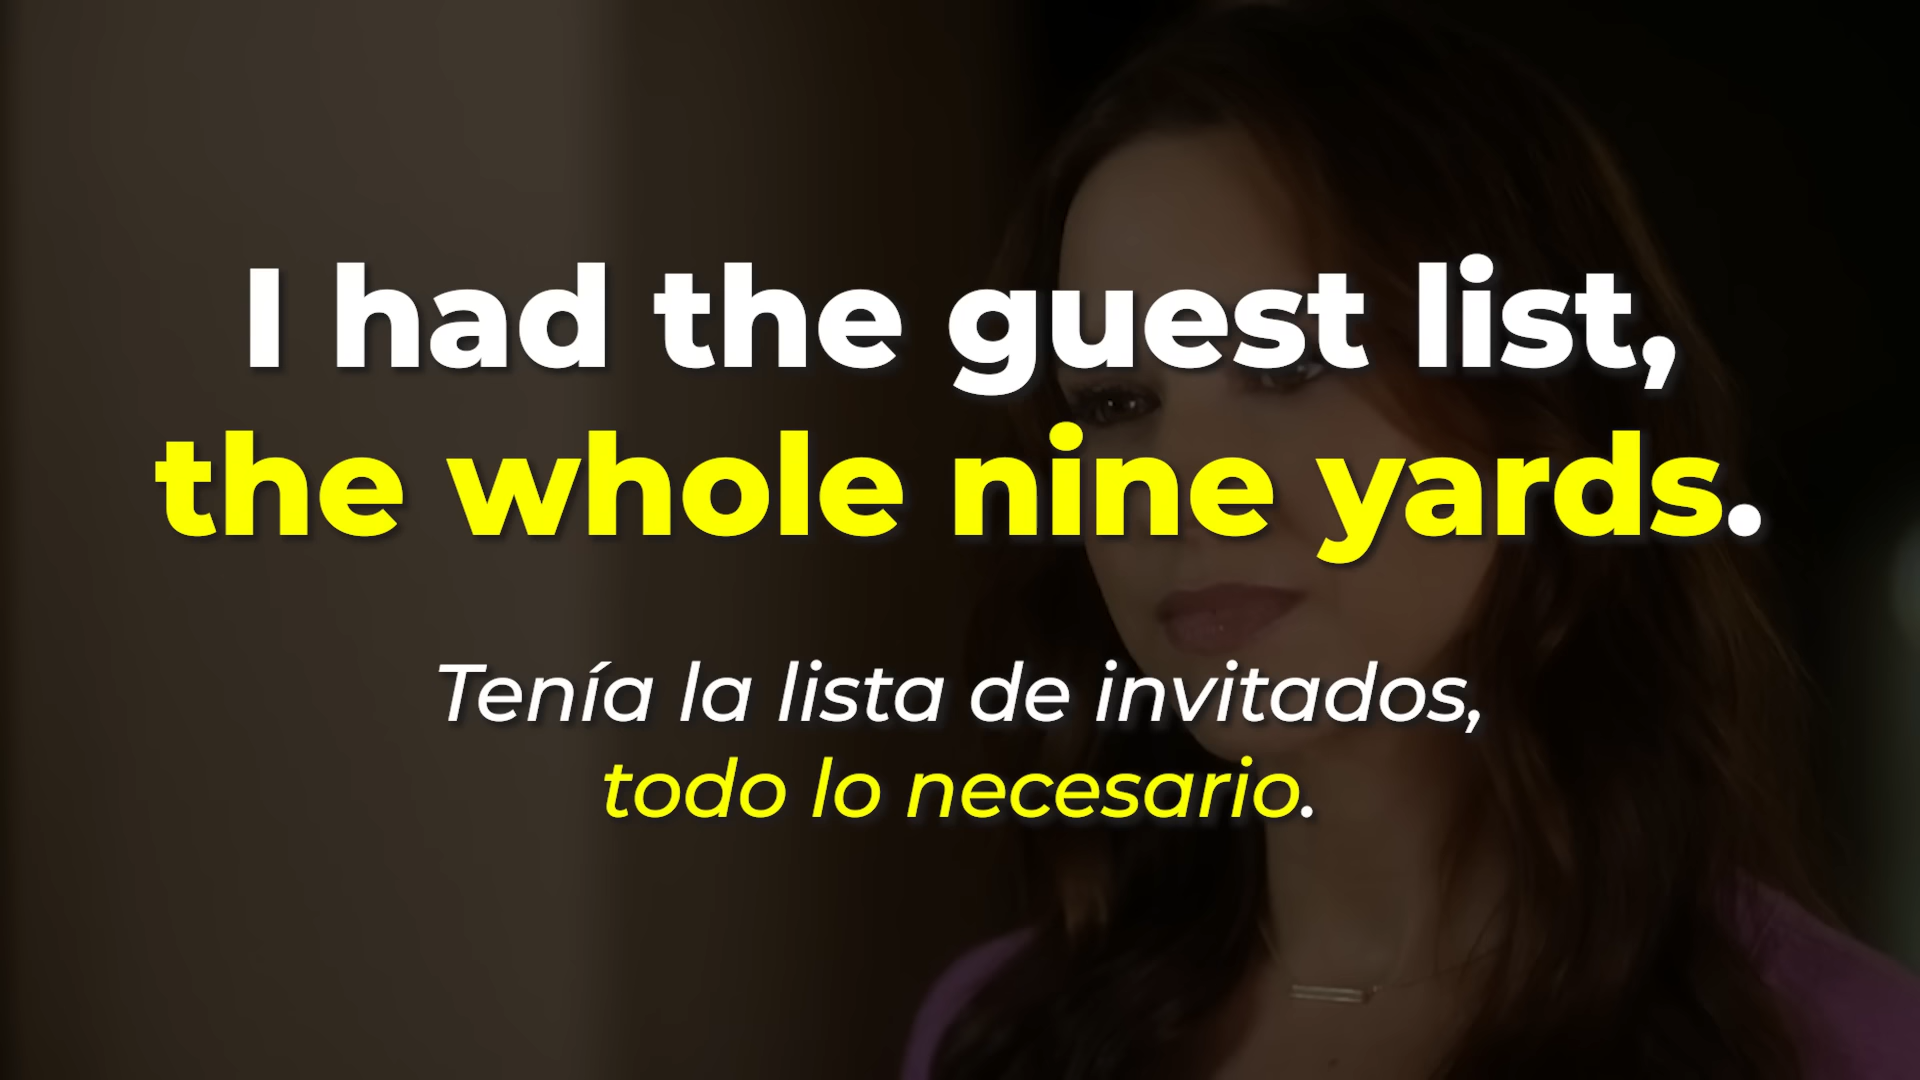 I had the guest list,
the whole nine yards.
Tenía la lista de invitados,
todo lo necesario.